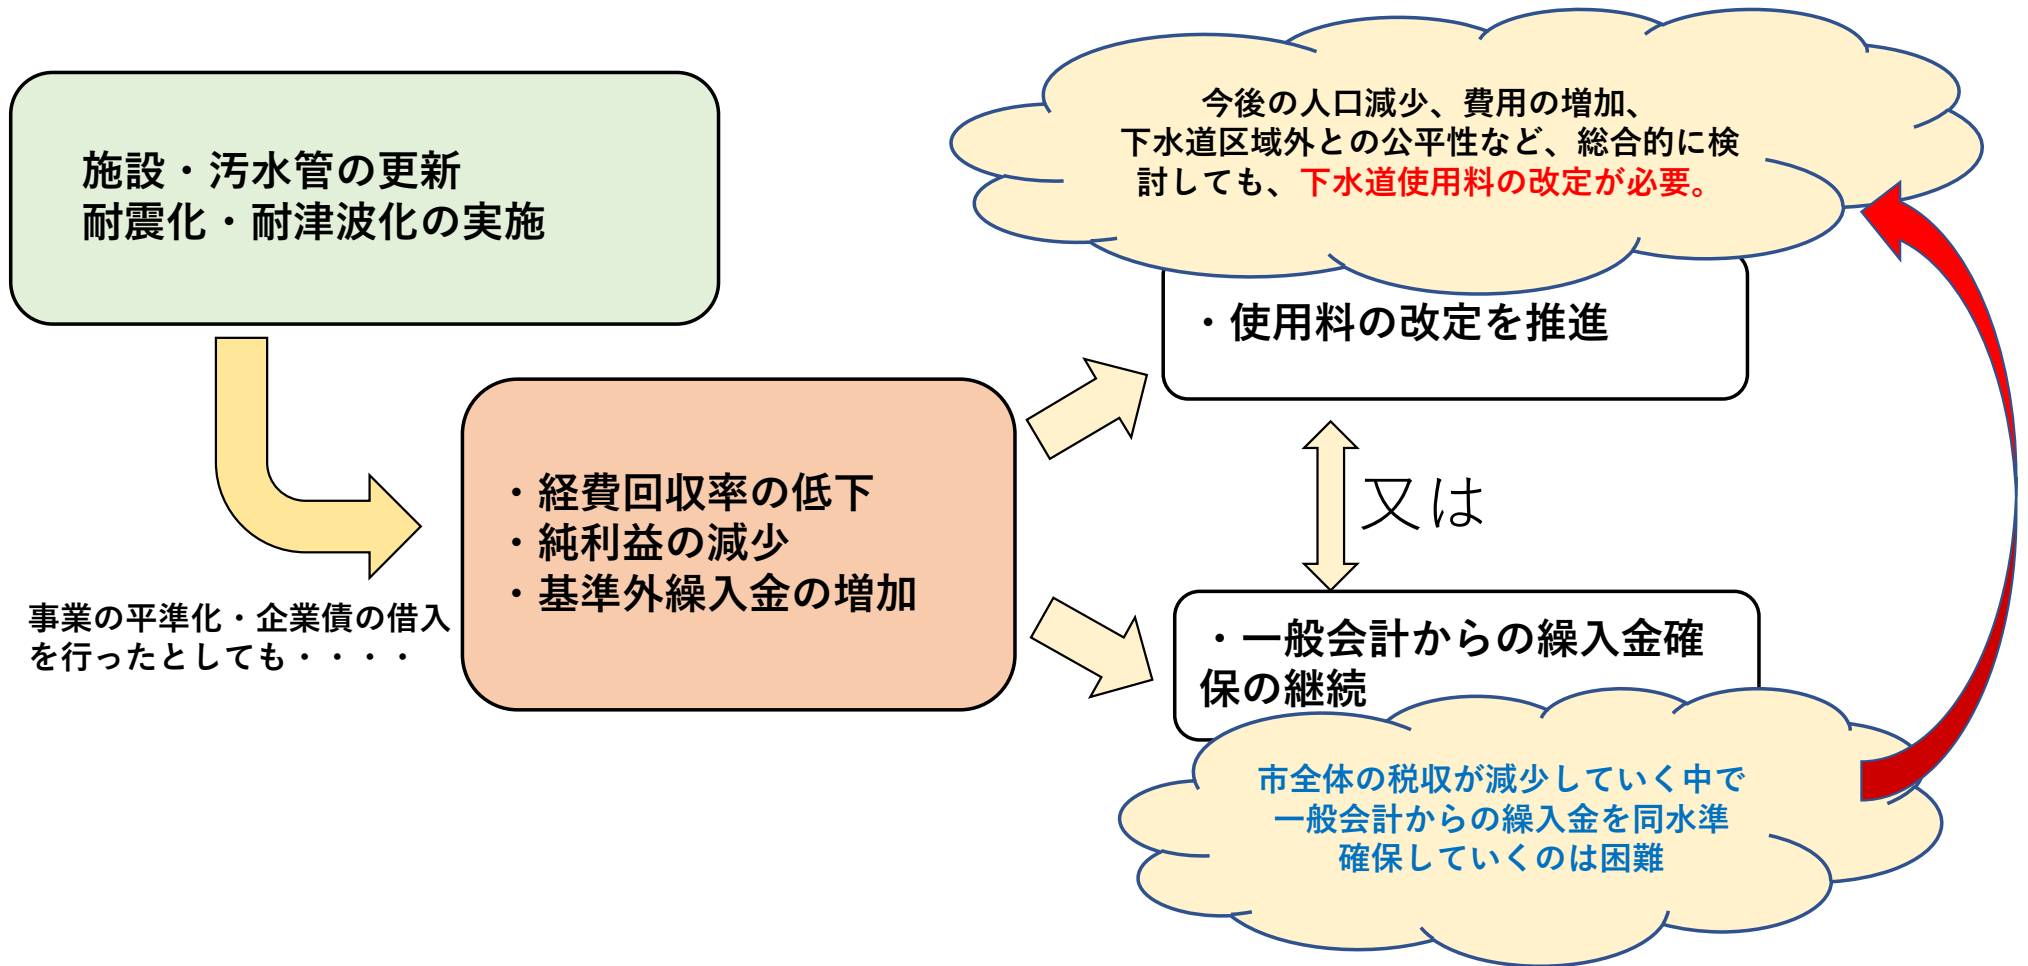 施設・汚水管の更新
耐震化・耐津波化の実施
事業の平準化・企業債の借入
を行ったとしても・・・・
・経費回収率の低下
・純利益の減少
・基準外繰入金の増加
今後の人口減少、費用の増加、
下水道区域外との公平性など、総合的に検
討しても、下水道使用料の改定が必要。
・使用料の改定を推進
又は
・一般会計からの繰入金確
保の継続
市全体の税収が減少していく中で
一般会計からの繰入金を同水準
確保していくのは困難